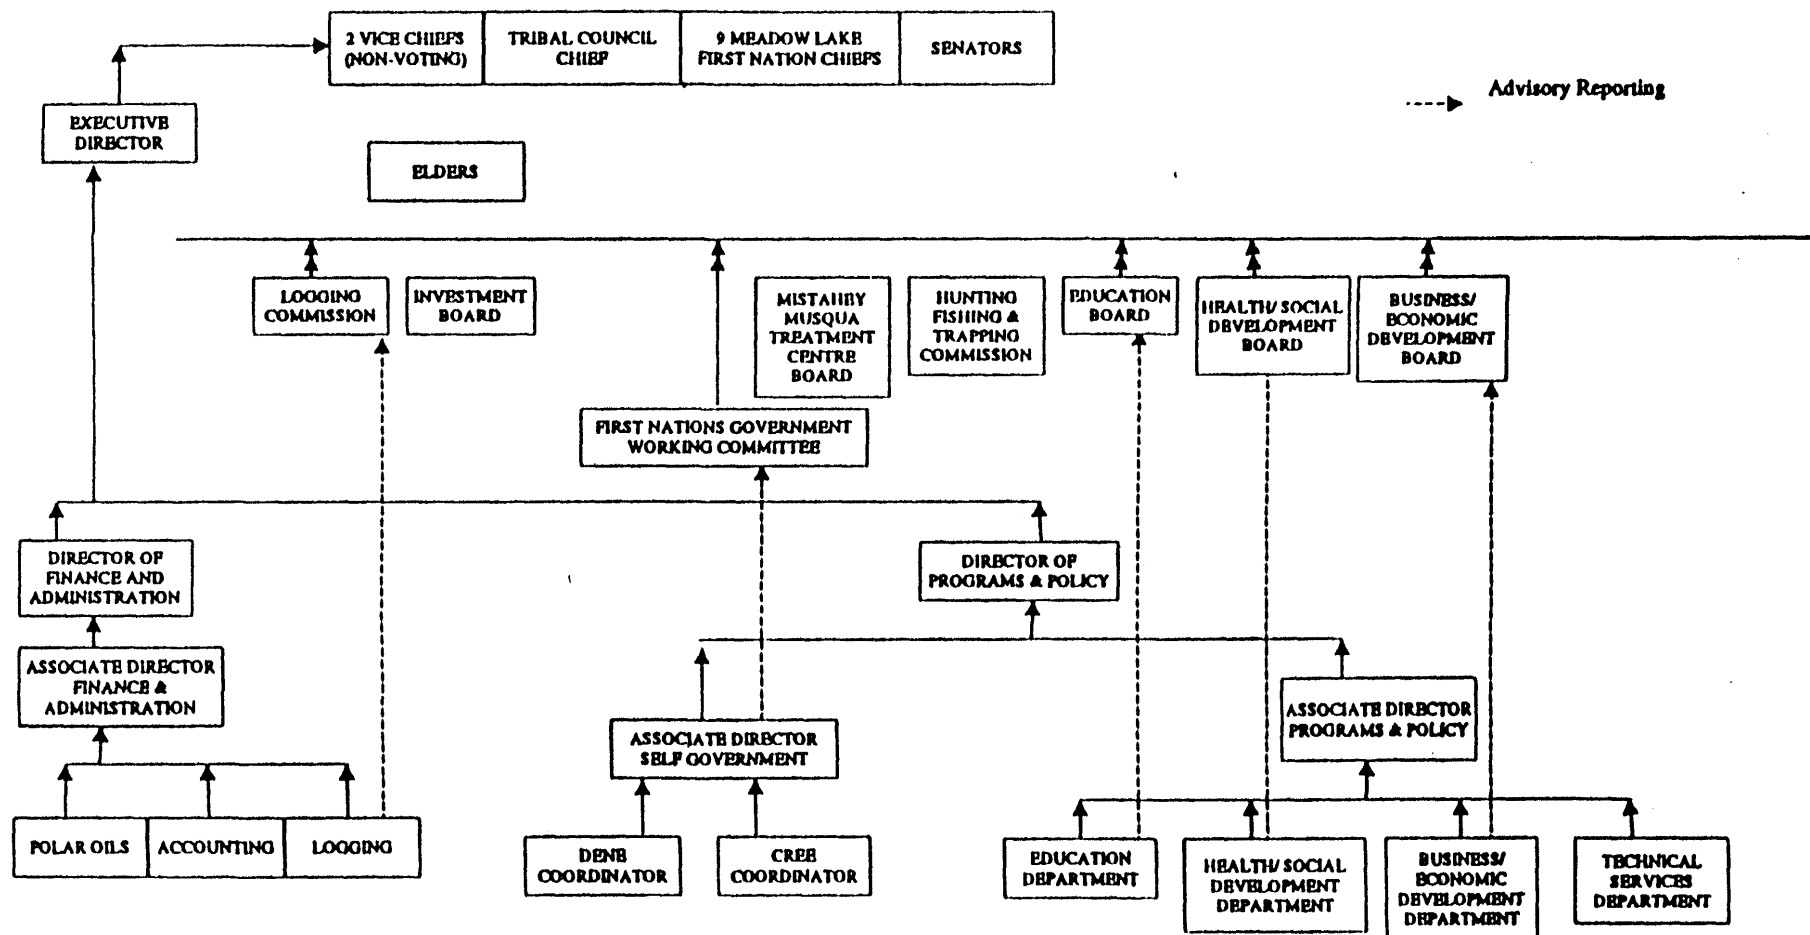 2 VICE CHIEFS
(NON-VOTING)
TRIBAL COUNCIL
CHIEF
9 MEADOW LAKE
FIRST NATION CHIEFS
SENATORS
Advisory Reporting
EXECUTIVE
DIRECTOR
ELDERS
LOGGING
COMMISSION
INVESTMENT
BOARD
MISTAHEY
MUSQUA
TREATMENT
CENTRE
BOARD
HUNTING
FISHING &
TRAPPING
COMMISSION
EDUCATION
BOARD
HEALTH/ SOCIAL
DEVELOPMENT
BOARD
BUSINESS/
ECONOMIC
DEVELOPMENT
BOARD
FIRST NATIONS GOVERNMENT
WORKING COMMITTEE
DIRECTOR OF
FINANCE AND
ADMINISTRATION
DIRECTOR OF
PROGRAMS & POLICY
ASSOCIATE DIRECTOR
FINANCE &
ADMINISTRATION
ASSOCIATE DIRECTOR
SELF GOVERNMENT
ASSOCIATE DIRECTOR
PROGRAMS & POLICY
POLAR OILS
ACCOUNTING
LOGGING
DENE
COORDINATOR
CREE
COORDINATOR
EDUCATION
DEPARTMENT
HEALTH/ SOCIAL
DEVELOPMENT
DEPARTMENT
BUSINESS/
ECONOMIC
DEVELOPMENT
DEPARTMENT
TECHNICAL
SERVICES
DEPARTMENT